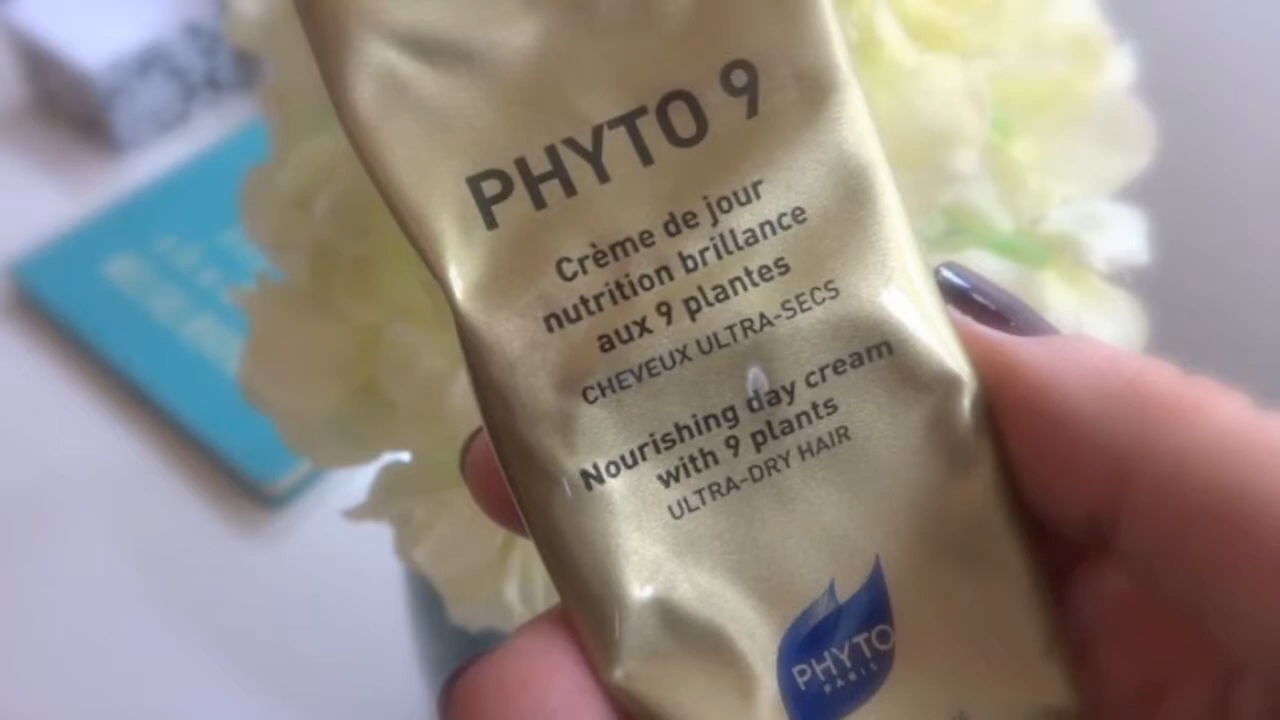 PHYTO 9
Crème de jour
nutrition brillance
aux 9 plantes
CHEVEUX ULTRA-SECS
Nourishing day cream
with 9 plants
ULTRA-DRY HAIR
PHYTO
PARIS